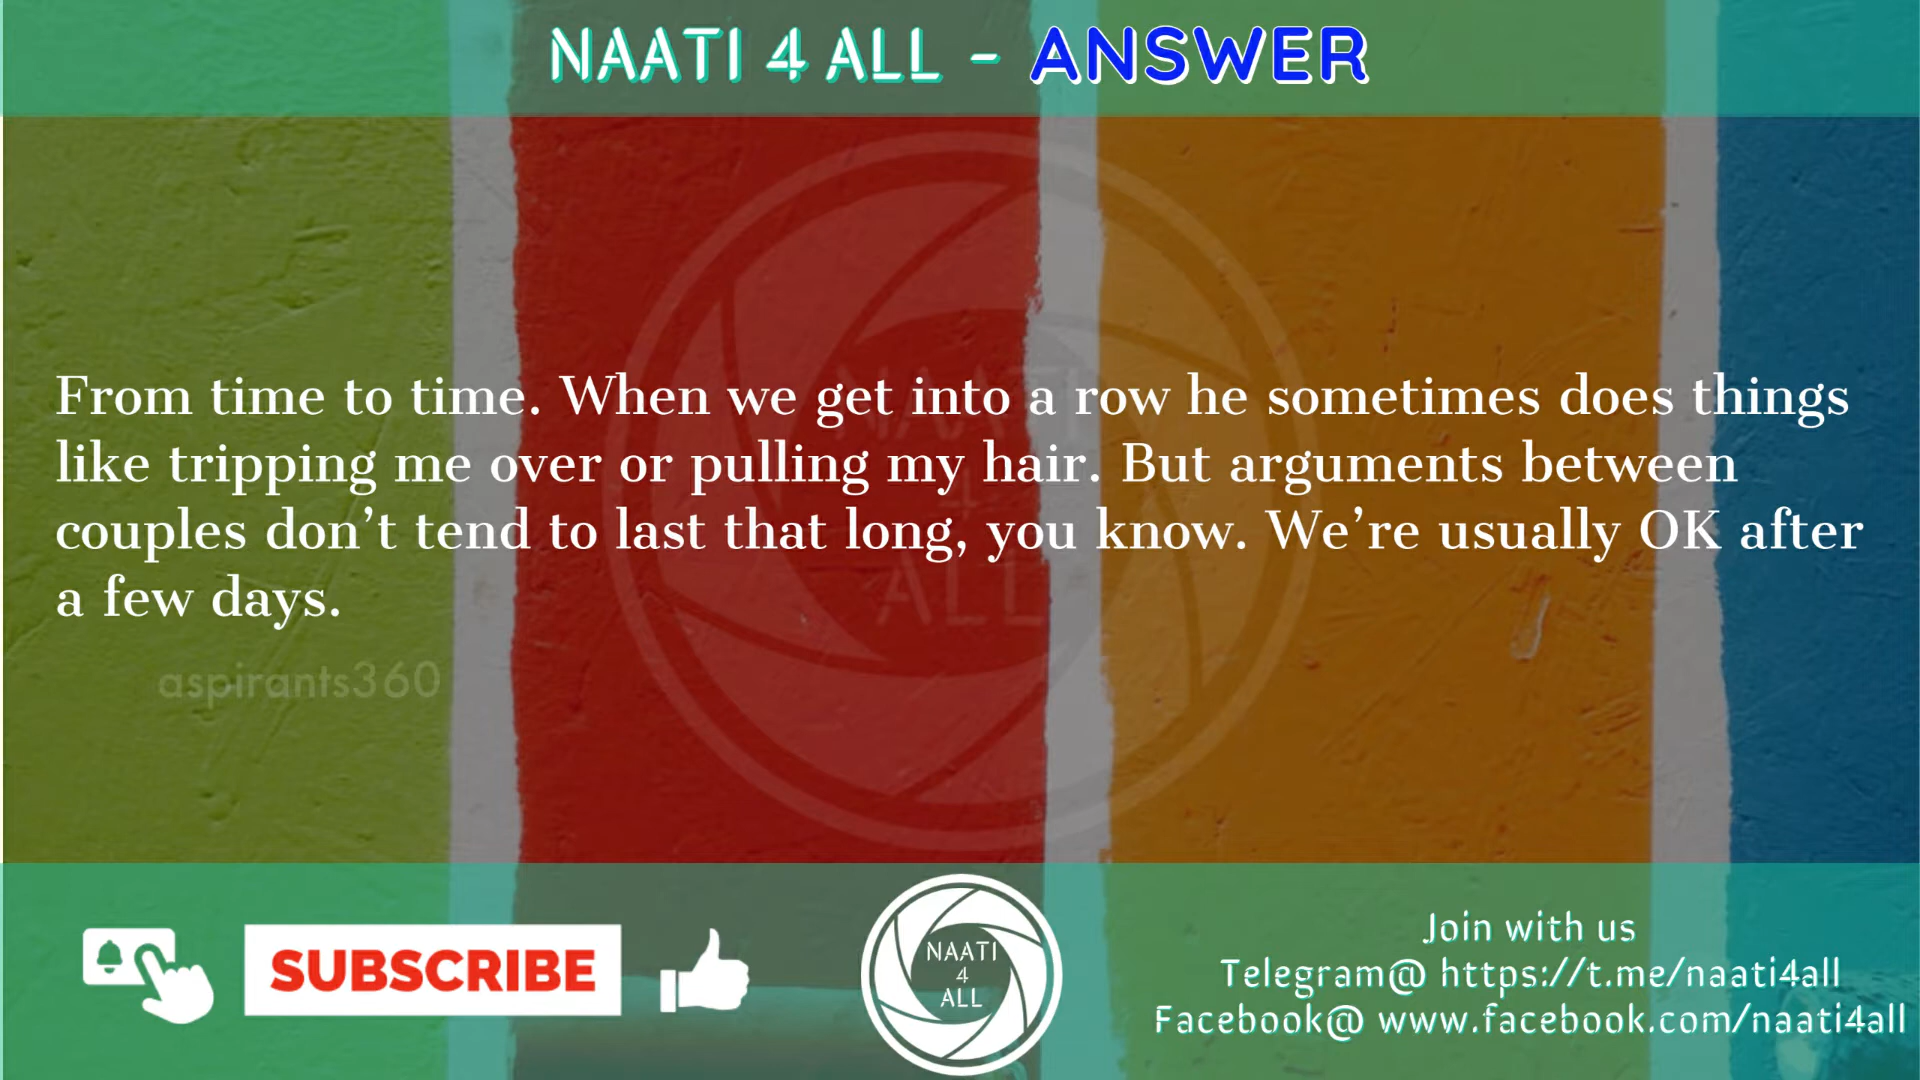 NAATI 4 ALL - ANSWER
From time to time. When we get into a row he sometimes does things
like tripping me over or pulling my hair. But arguments between
couples don’t tend to last that long, you know. We’re usually OK after
a few days.
aspirants360
NAATI
4
ALL
SUBSCRIBE
NAATI
4
ALL
Join with us
Telegram@ https://t.me/naati4all
Facebook@ www.facebook.com/naati4all